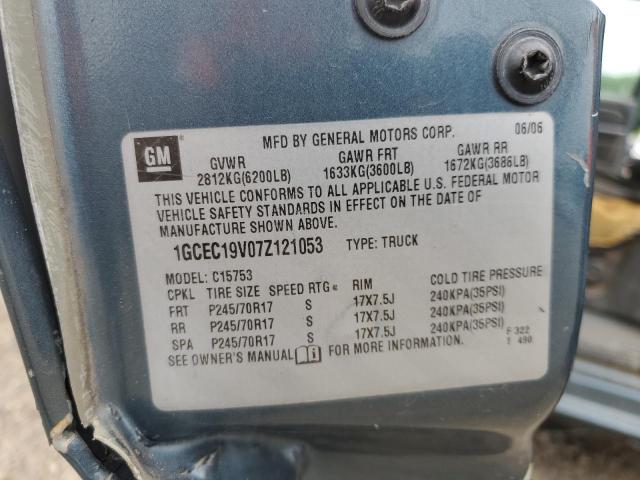 MFD BY GENERAL MOTORS CORP. 06/06
GM
GVWR GAWR FRT GAWR RR
2812KG(6200LB) 1633KG(3600LB) 1672KG(3686LB)
THIS VEHICLE CONFORMS TO ALL APPLICABLE U.S. FEDERAL MOTOR
VEHICLE SAFETY STANDARDS IN EFFECT ON THE DATE OF
MANUFACTURE SHOWN ABOVE.
1GCEC19V07Z121053 TYPE: TRUCK
MODEL: C15753
CPKL TIRE SIZE SPEED RTG RIM COLD TIRE PRESSURE
FRT P245/70R17 S 17X7.5J 240KPA(35PSI)
RR P245/70R17 S 17X7.5J 240KPA(35PSI)
SPA P245/70R17 S 17X7.5J 240KPA(35PSI)
SEE OWNER'S MANUAL FOR MORE INFORMATION.
F 322
T 490